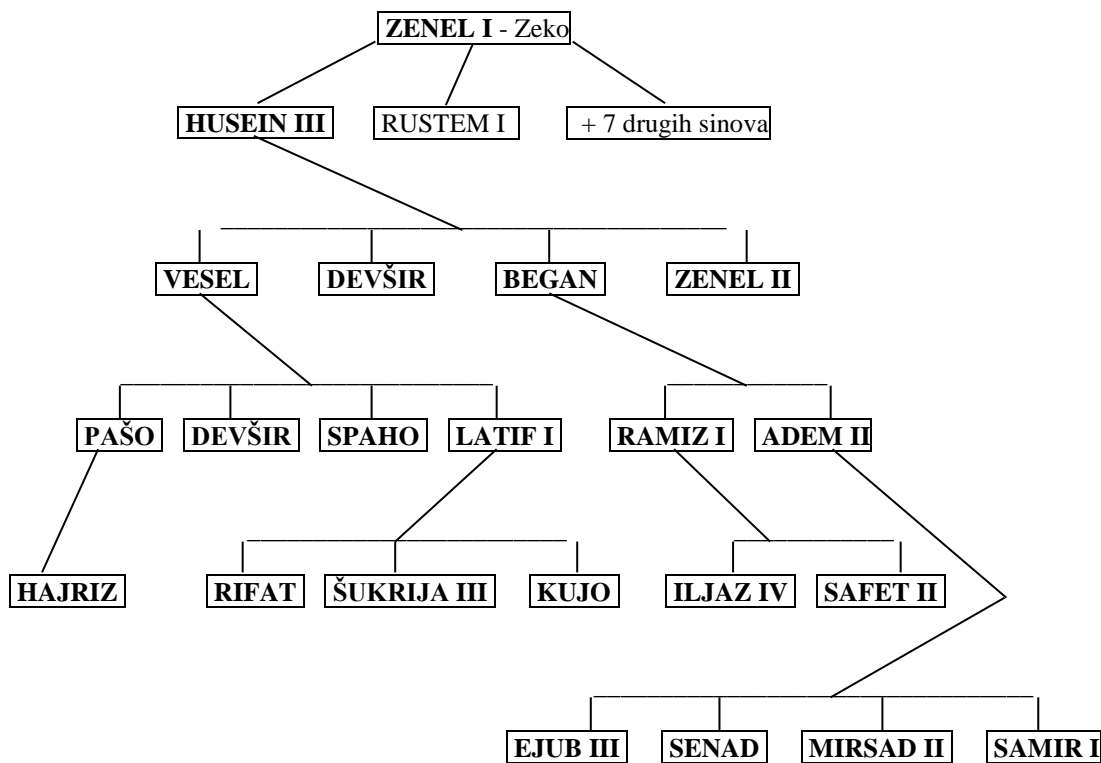 ZENEL I - Zeko
HUSEIN III RUSTEM I + 7 drugih sinova
VESEL DEVŠIR BEGAN ZENEL II
PAŠO DEVŠIR SPAHO LATIF I RAMIZ I ADEM II
HAJRIZ RIFAT ŠUKRIJA III KUJO ILJAZ IV SAFET II
EJUB III SENAD MIRSAD II SAMIR I